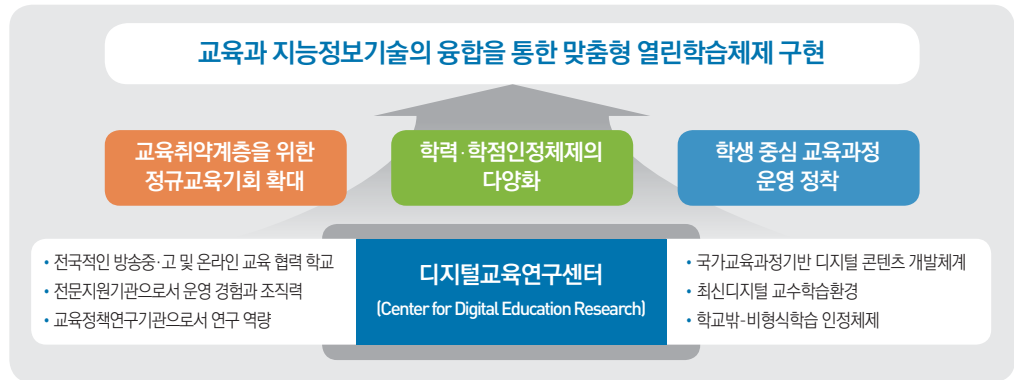 교육과 지능정보기술의 융합을 통한 맞춤형 열린학습체제 구현
교육취약계층을 위한
정규교육기회 확대
학력·학점인정체제의
다양화
학생 중심 교육과정
운영 정착
• 전국적인 방송중·고 및 온라인 교육 협력 학교
• 전문지원기관으로서 운영 경험과 조직력
• 교육정책연구기관으로서 연구 역량
디지털교육연구센터
(Center for Digital Education Research)
• 국가교육과정기반 디지털 콘텐츠 개발체계
• 최신디지털 교수학습환경
• 학교밖-비형식학습 인정체제